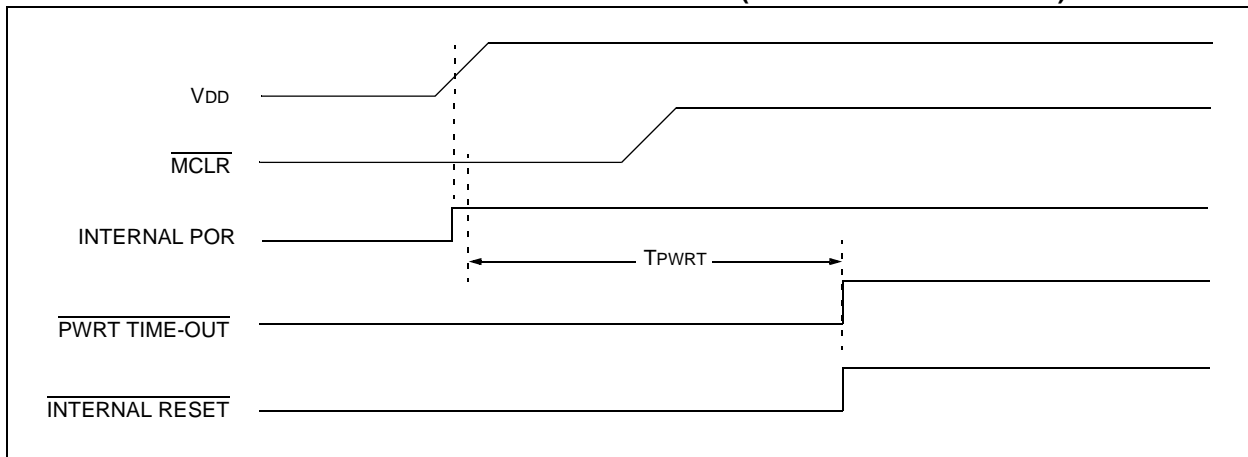 VDD
MCLR
INTERNAL POR
TPWRT
PWRT TIME-OUT
INTERNAL RESET